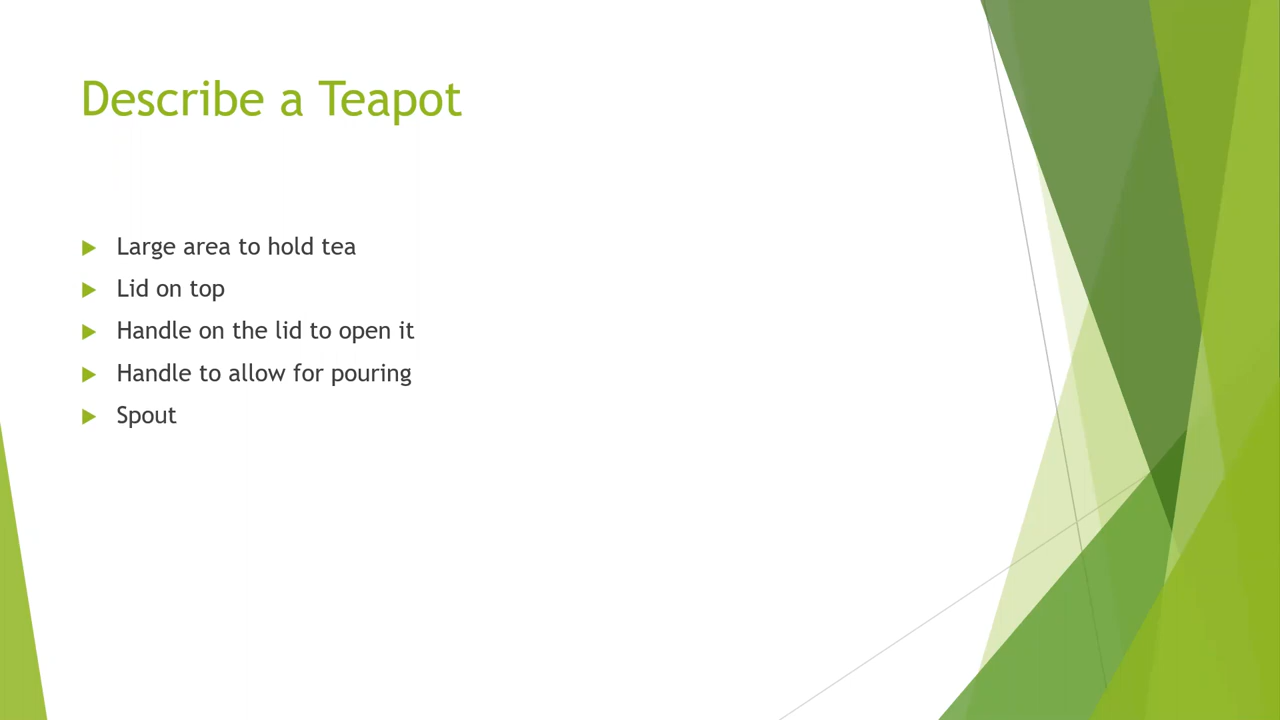 Describe a Teapot
Large area to hold tea
Lid on top
Handle on the lid to open it
Handle to allow for pouring
Spout